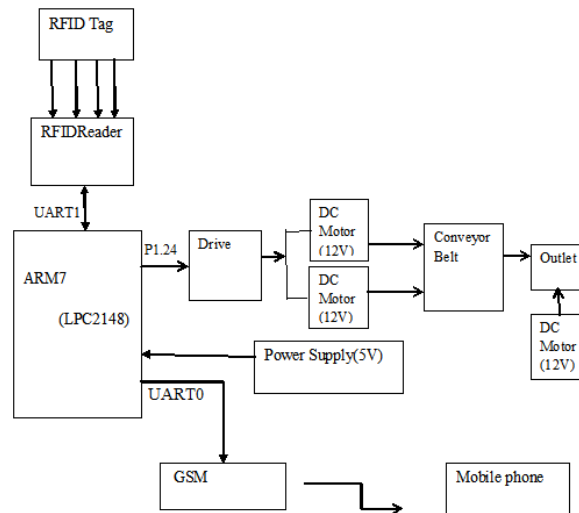 RFID Tag
RFIDReader
UART1
ARM7
(LPC2148)
P1.24
Drive
DC
Motor
(12V)
DC
Motor
(12V)
Conveyor
Belt
Outlet
DC
Motor
(12V)
Power Supply(5V)
UART0
GSM
Mobile phone